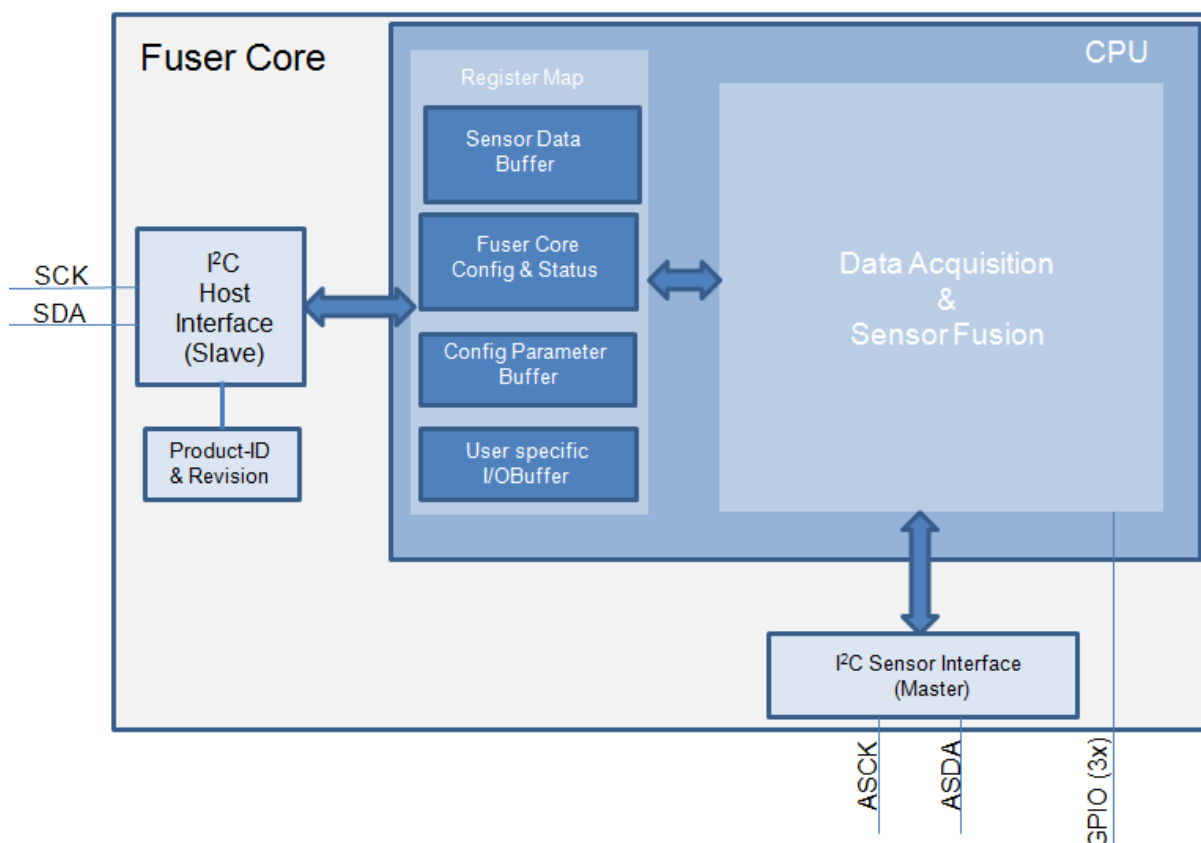 Fuser Core
CPU
Register Map
Sensor Data
Buffer
Fuser Core
Config & Status
Config Parameter
Buffer
User specific
I/OBuffer
Data Acquisition
&
Sensor Fusion
SCK
SDA
I²C
Host
Interface
(Slave)
Product-ID
& Revision
I²C Sensor Interface
(Master)
ASCK
ASDA
GPIO (3x)